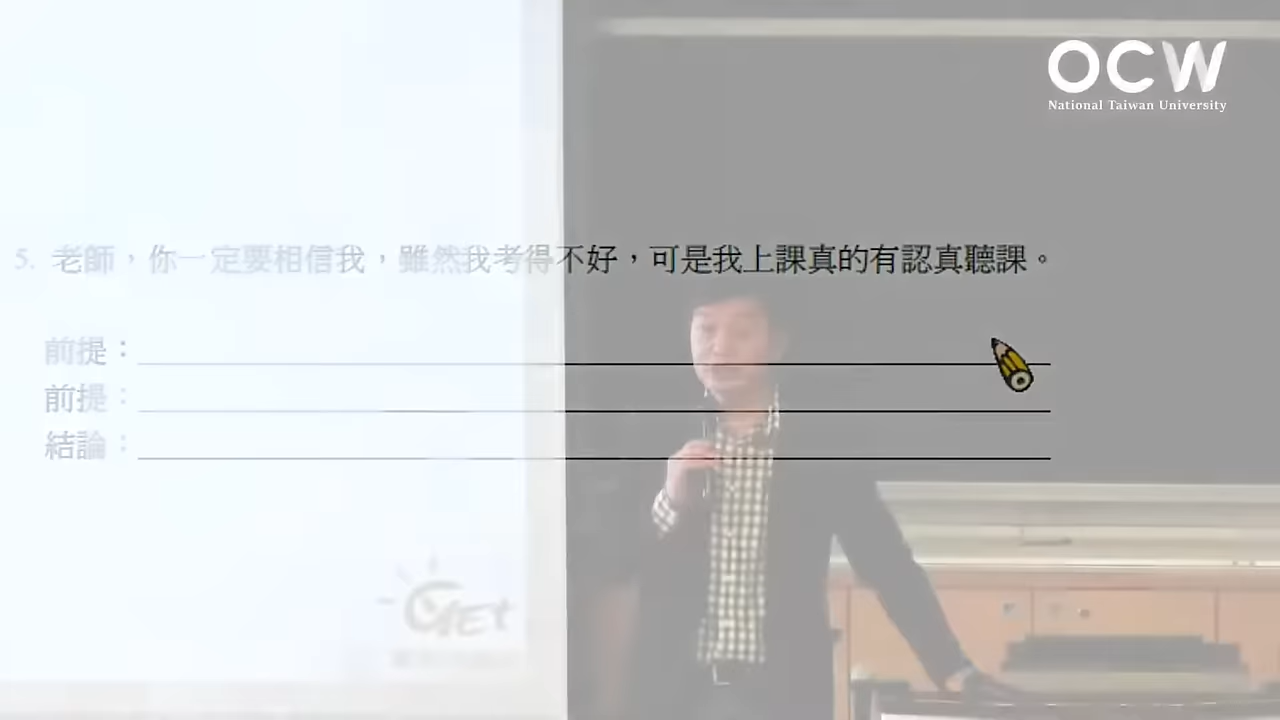 OCW
National Taiwan University
5. 老師，你一定要相信我，雖然我考得不好，可是我上課真的有認真聽課。
前提：
前提：
結論：
GET